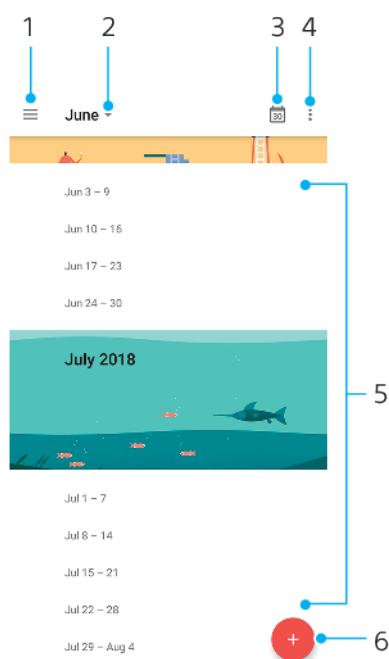 1 2 3 4
June
30
Jun 3 – 9
Jun 10 – 16
Jun 17 – 23
Jun 24 – 30
July 2018
5
Jul 1 – 7
Jul 8 – 14
Jul 15 – 21
Jul 22 – 28
Jul 29 – Aug 4
+
6